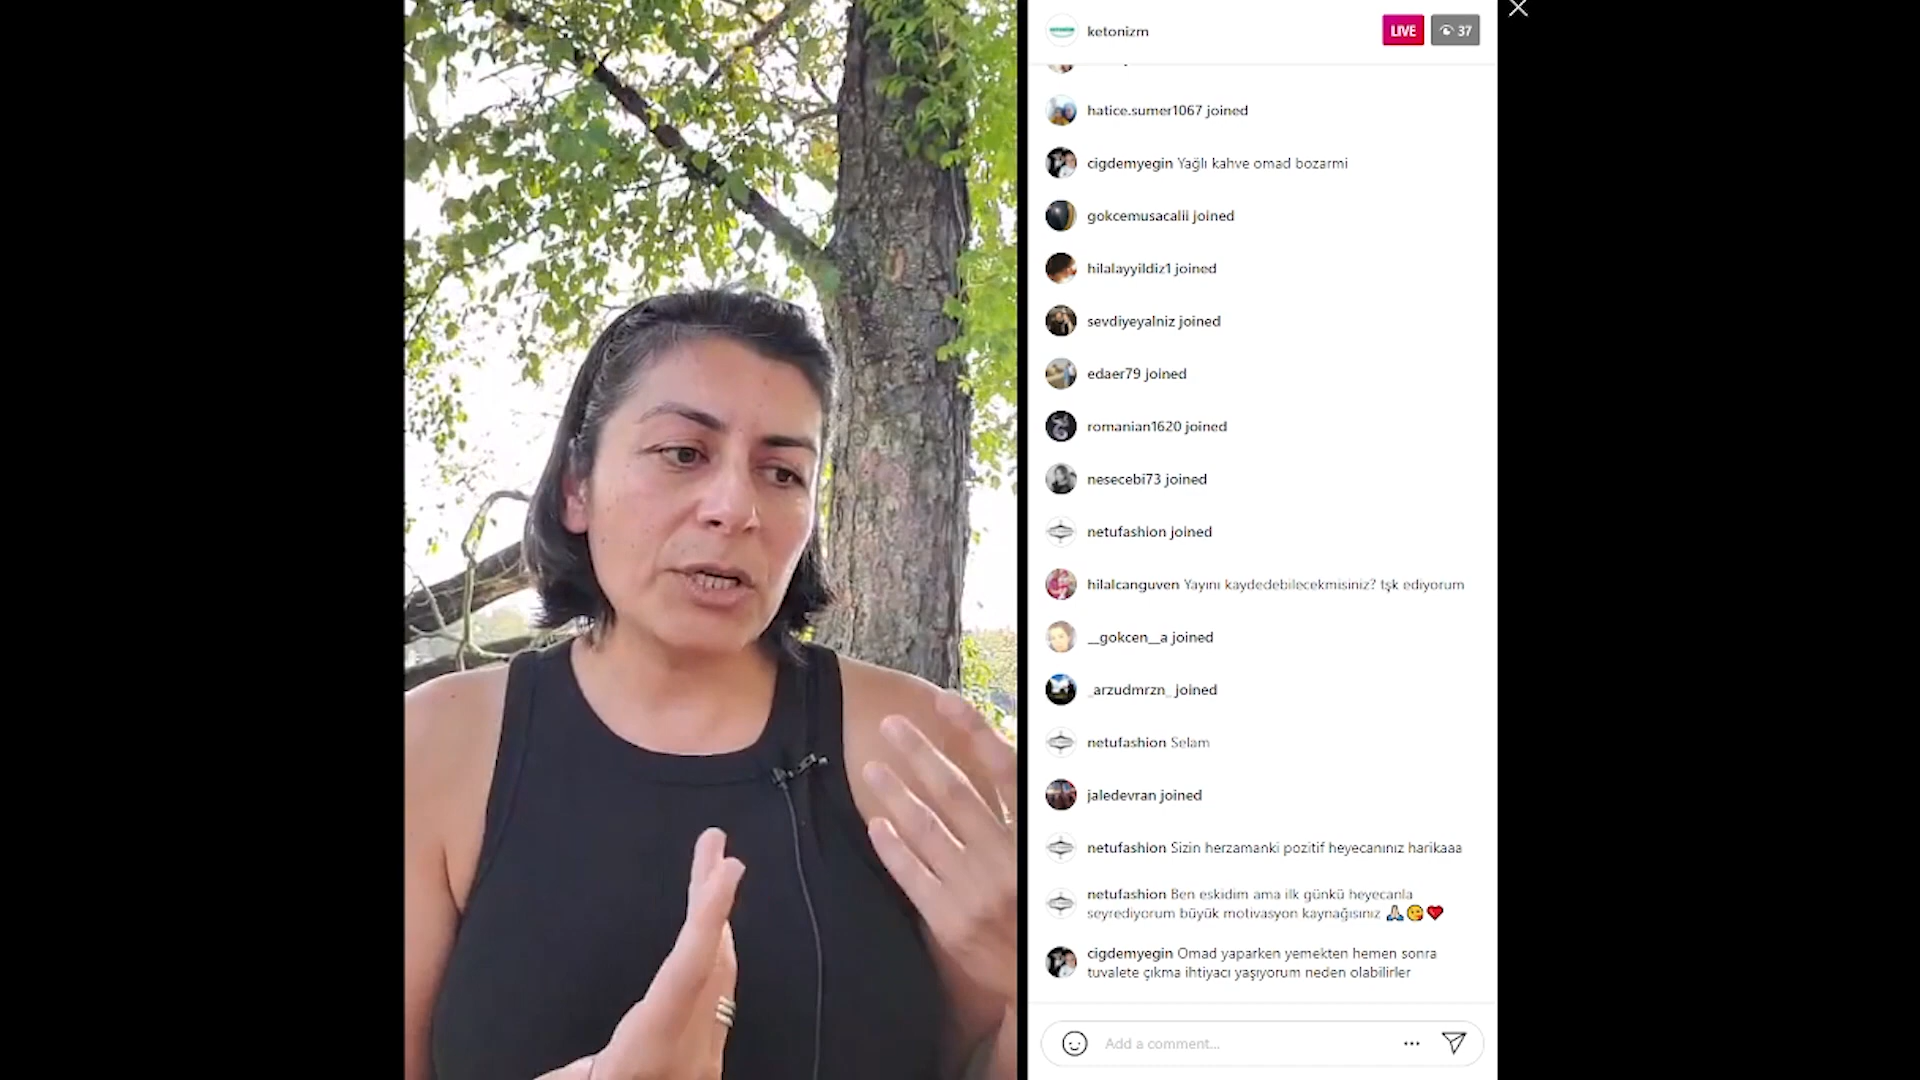 ketonizm
LIVE
37
hatice.sumer1067 joined
cigdemyegin Yağlı kahve omad bozarmi
gokcemusacalii joined
hilalayyildiz1 joined
sevdiyeyalniz joined
edaer79 joined
romanian1620 joined
nesecebi73 joined
netufashion joined
hilalcanguven Yayını kaydedebilecekmisiniz? tşk ediyorum
__gokcen__a joined
_arzudmrzn_ joined
netufashion Selam
jaledevran joined
netufashion Sizin herzamanki pozitif heyecanınız harikaaa
netufashion Ben eskidim ama ilk günkü heyecanla
seyrediyorum büyük motivasyon kaynağısınız 🙏🏻😘❤️
cigdemyegin Omad yaparken yemekten hemen sonra
tuvalete çıkma ihtiyacı yaşıyorum neden olabilirler
Add a comment...